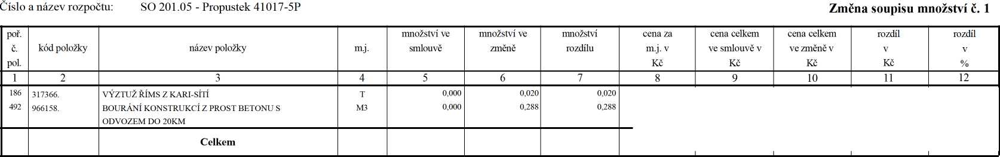 Číslo a název rozpočtu: SO 201.05 - Propustek 41017-5P
Změna soupisu množství č. 1
poř. č. pol. kód položky název položky m.j. množství ve smlouvě množství ve změně množství rozdílu cena za m.j. v Kč cena celkem ve smlouvě v Kč cena celkem ve změně v Kč rozdíl v Kč rozdíl v %
1 2 3 4 5 6 7 8 9 10 11 12
186 317366. VÝZTUŽ ŘÍMS Z KARI-SÍTÍ T 0,000 0,020 0,020
492 966158. BOURÁNÍ KONSTRUKCÍ Z PROST BETONU S M3 0,000 0,288 0,288
ODVOZEM DO 20KM
Celkem